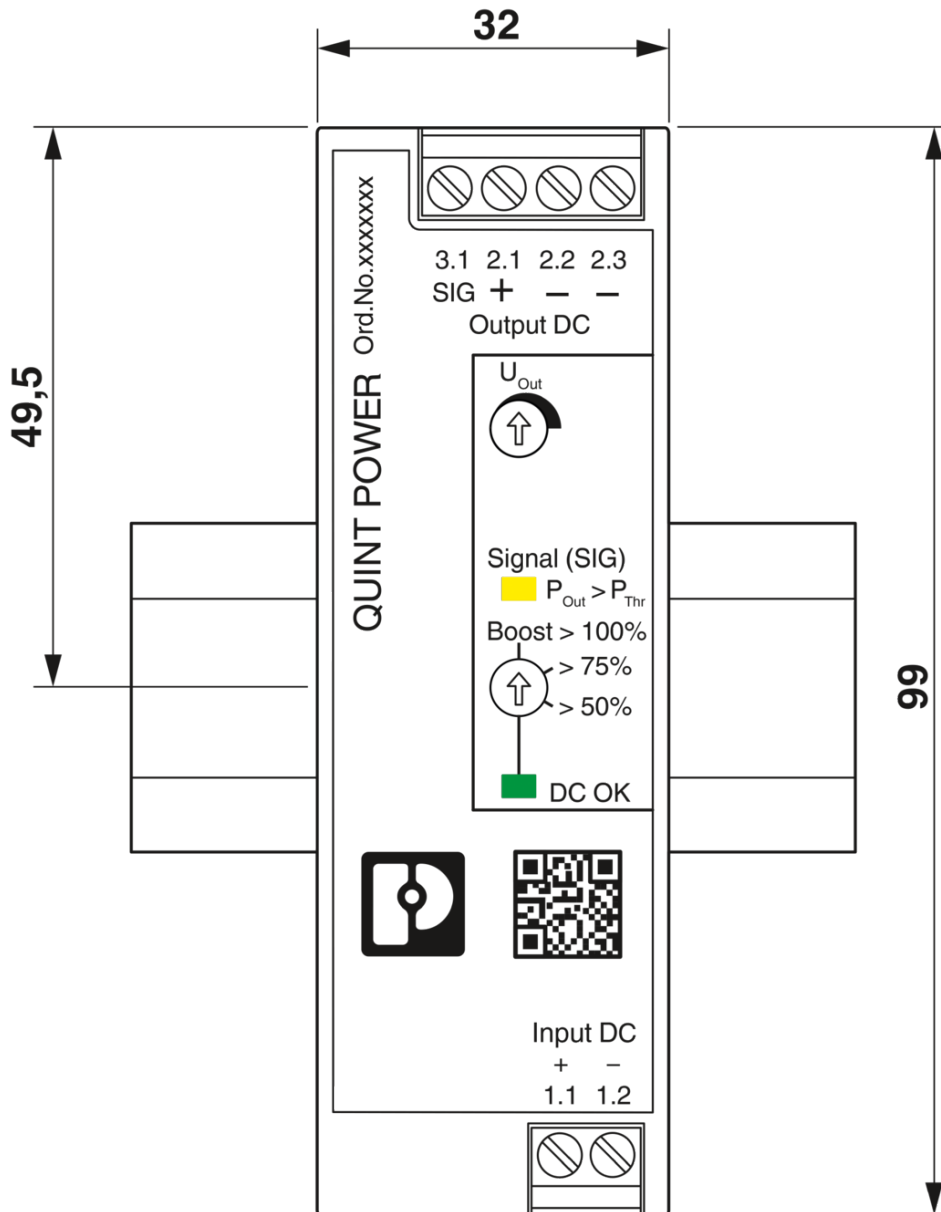 32
49,5
99
QUINT POWER Ord.No.xxxxxxx
3.1 2.1 2.2 2.3
SIG + – –
Output DC
U Out
Signal (SIG)
P Out > P Thr
Boost > 100%
> 75%
> 50%
DC OK
Input DC
+ –
1.1 1.2